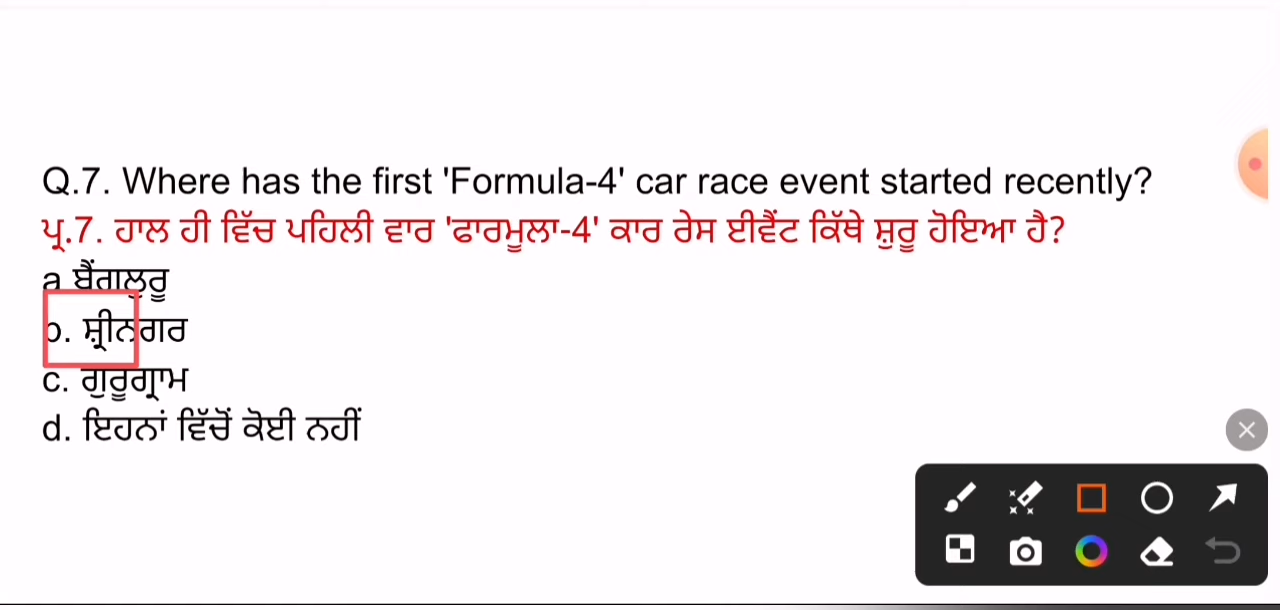 Q.7. Where has the first 'Formula-4' car race event started recently?
ਪ੍ਰ.7. ਹਾਲ ਹੀ ਵਿੱਚ ਪਹਿਲੀ ਵਾਰ 'ਫਾਰਮੂਲਾ-4' ਕਾਰ ਰੇਸ ਈਵੈਂਟ ਕਿੱਥੇ ਸ਼ੁਰੂ ਹੋਇਆ ਹੈ?
a ਬੈਂਗਲੁਰੂ
b. ਸ਼੍ਰੀਨਗਰ
c. ਗੁਰੂਗ੍ਰਾਮ
d. ਇਹਨਾਂ ਵਿੱਚੋਂ ਕੋਈ ਨਹੀਂ